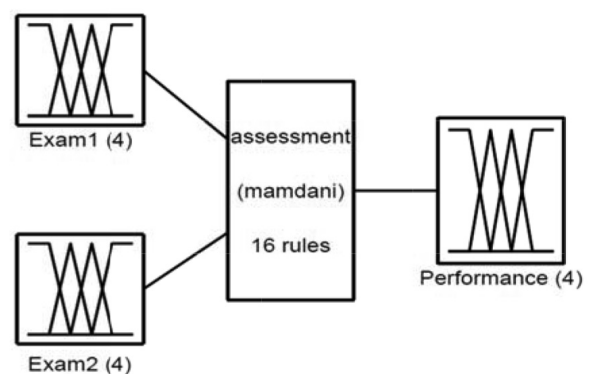 Exam1 (4)
assessment
(mamdani)
16 rules
Performance (4)
Exam2 (4)